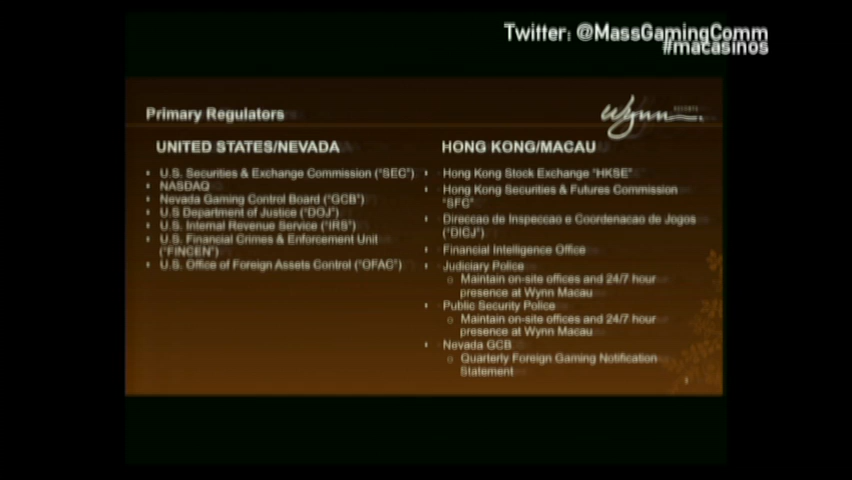 Twitter: @MassGamingComm
#macasinos
Primary Regulators
Wynn
RESORTS
UNITED STATES/NEVADA
• U.S. Securities & Exchange Commission ("SEC")
• NASDAQ
• Nevada Gaming Control Board ("GCB")
• U.S Department of Justice ("DOJ")
• U.S. Internal Revenue Service ("IRS")
• U.S. Financial Crimes & Enforcement Unit
("FINCEN")
• U.S. Office of Foreign Assets Control ("OFAC")
HONG KONG/MACAU
• Hong Kong Stock Exchange "HKSE"
• Hong Kong Securities & Futures Commission
"SFC"
• Direccao de Inspeccao e Coordenacao de Jogos
("DICJ")
• Financial Intelligence Office
• Judiciary Police
o Maintain on-site offices and 24/7 hour
presence at Wynn Macau
• Public Security Police
o Maintain on-site offices and 24/7 hour
presence at Wynn Macau
• Nevada GCB
o Quarterly Foreign Gaming Notification
Statement